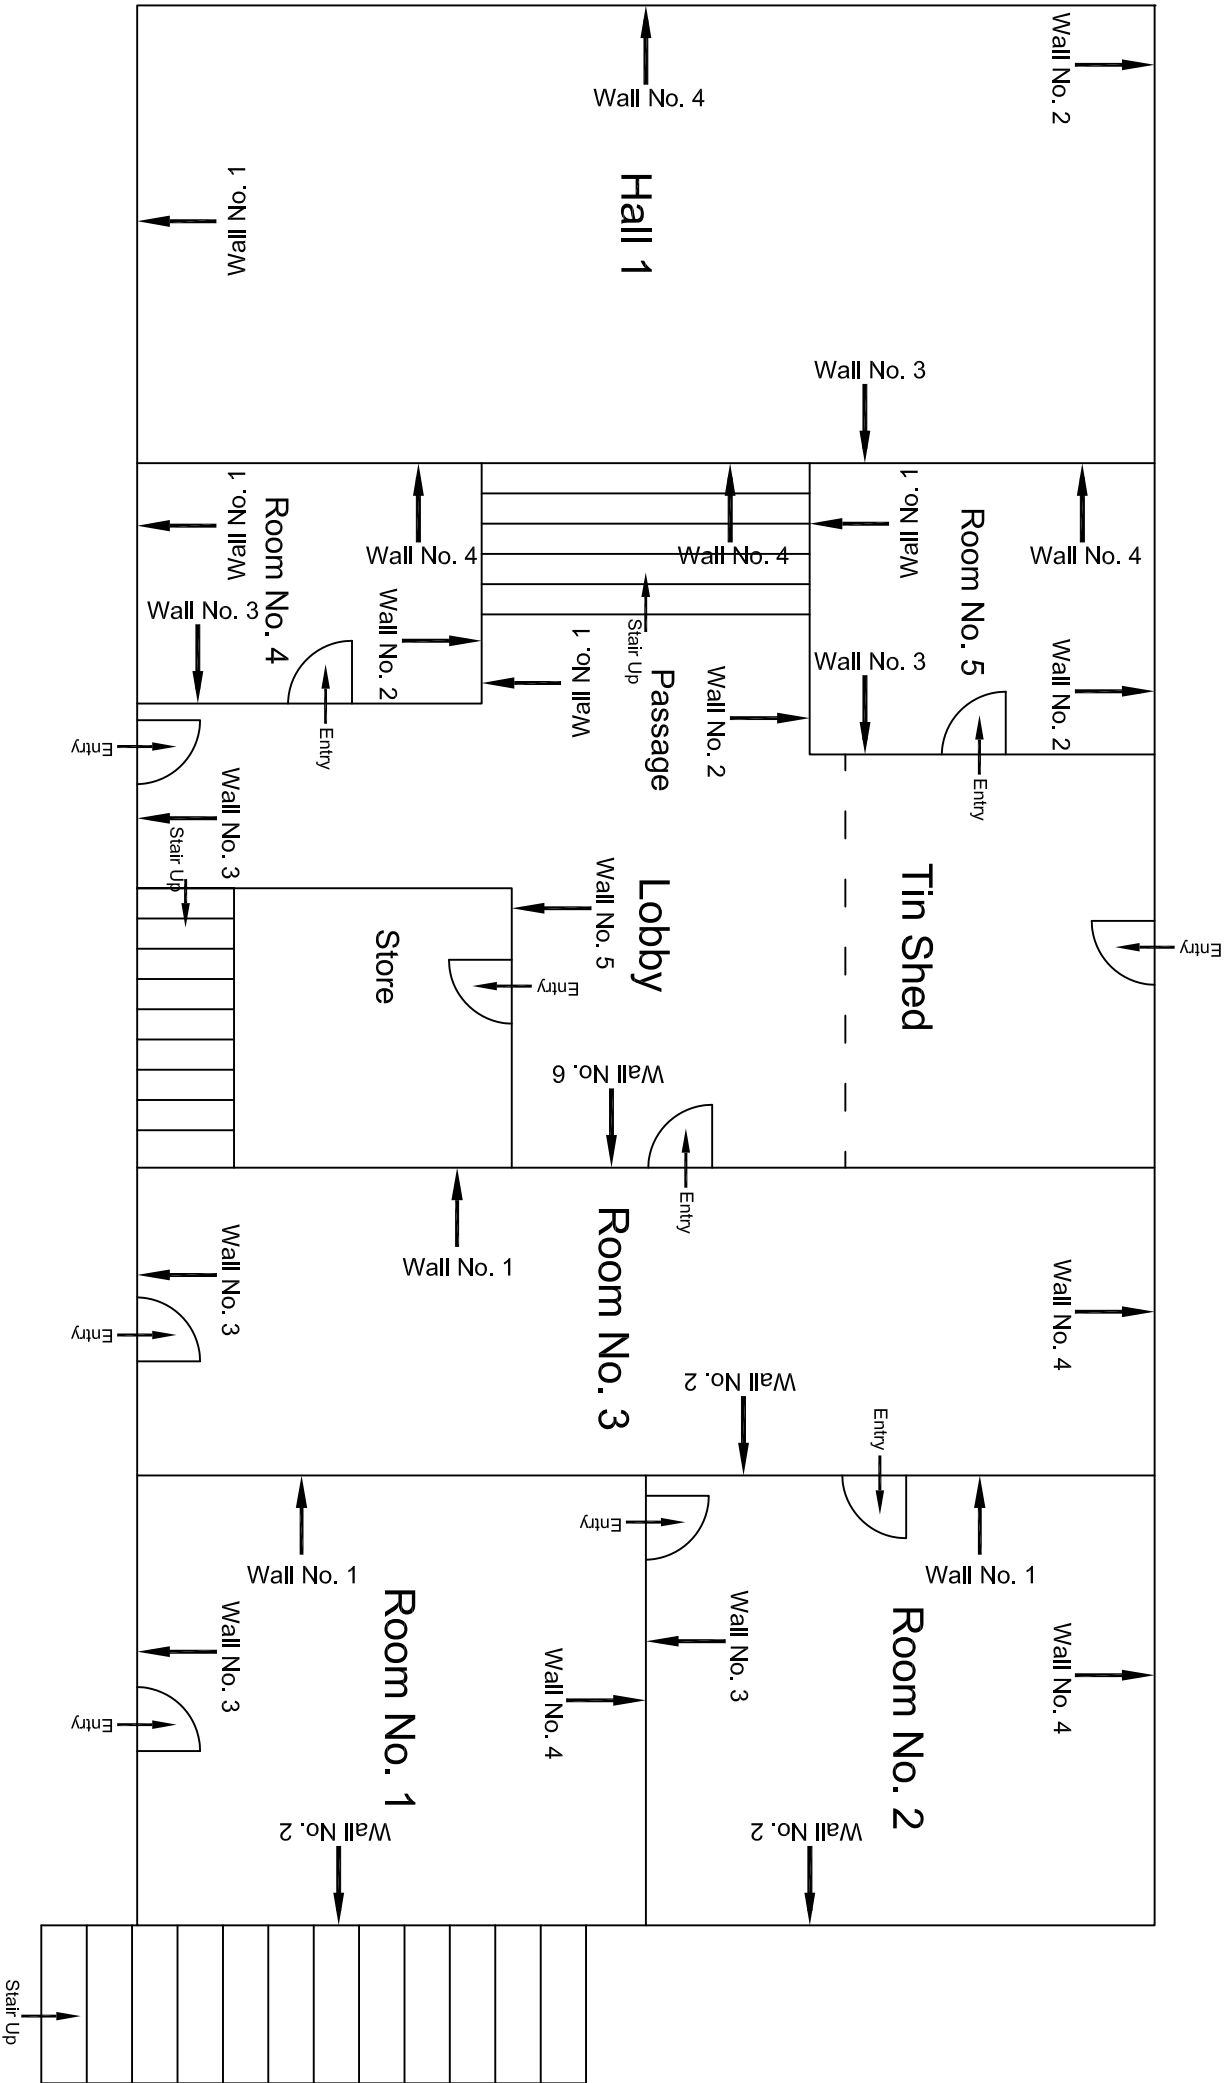 Wall No. 2
Wall No. 4
Hall 1
Wall No. 1
Wall No. 3
Room No. 4
Wall No. 1
Wall No. 4
Wall No. 3
Wall No. 2
Entry
Wall No. 4
Stair Up
Passage
Wall No. 1
Wall No. 2
Room No. 5
Wall No. 1
Wall No. 4
Wall No. 3
Wall No. 2
Entry
Entry
Wall No. 3
Stair Up
Store
Entry
Lobby
Wall No. 5
Wall No. 6
Tin Shed
Entry
Entry
Room No. 3
Wall No. 1
Wall No. 3
Entry
Wall No. 4
Wall No. 2
Entry
Room No. 1
Wall No. 1
Wall No. 3
Entry
Wall No. 4
Wall No. 2
Room No. 2
Entry
Wall No. 1
Wall No. 3
Wall No. 4
Wall No. 2
Stair Up